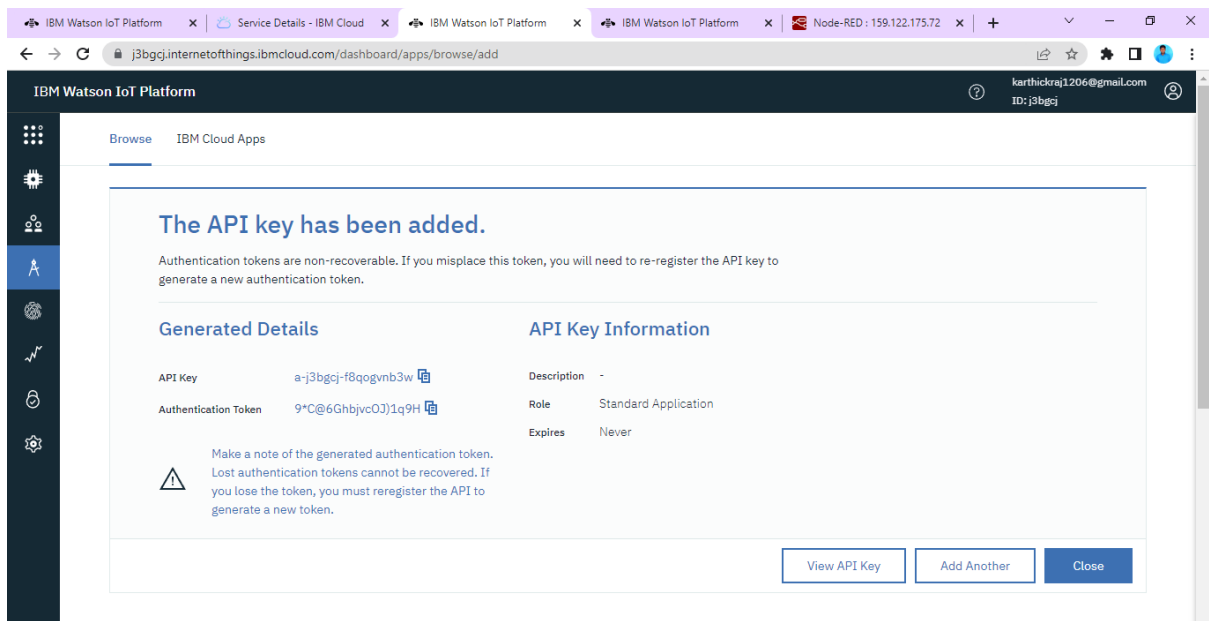 IBM Watson IoT Platform
Service Details - IBM Cloud
IBM Watson IoT Platform
IBM Watson IoT Platform
Node-RED : 159.122.175.72
j3bgcj.internetofthings.ibmcloud.com/dashboard/apps/browse/add
IBM Watson IoT Platform
karthickraj1206@gmail.com
ID: j3bgcj
Browse
IBM Cloud Apps
The API key has been added.
Authentication tokens are non-recoverable. If you misplace this token, you will need to re-register the API key to
generate a new authentication token.
Generated Details
API Key a-j3bgcj-f8qogvnb3w
Authentication Token 9*C@6GhbjvcOJ)1q9H
Make a note of the generated authentication token.
Lost authentication tokens cannot be recovered. If
you lose the token, you must reregister the API to
generate a new token.
API Key Information
Description -
Role Standard Application
Expires Never
View API Key
Add Another
Close